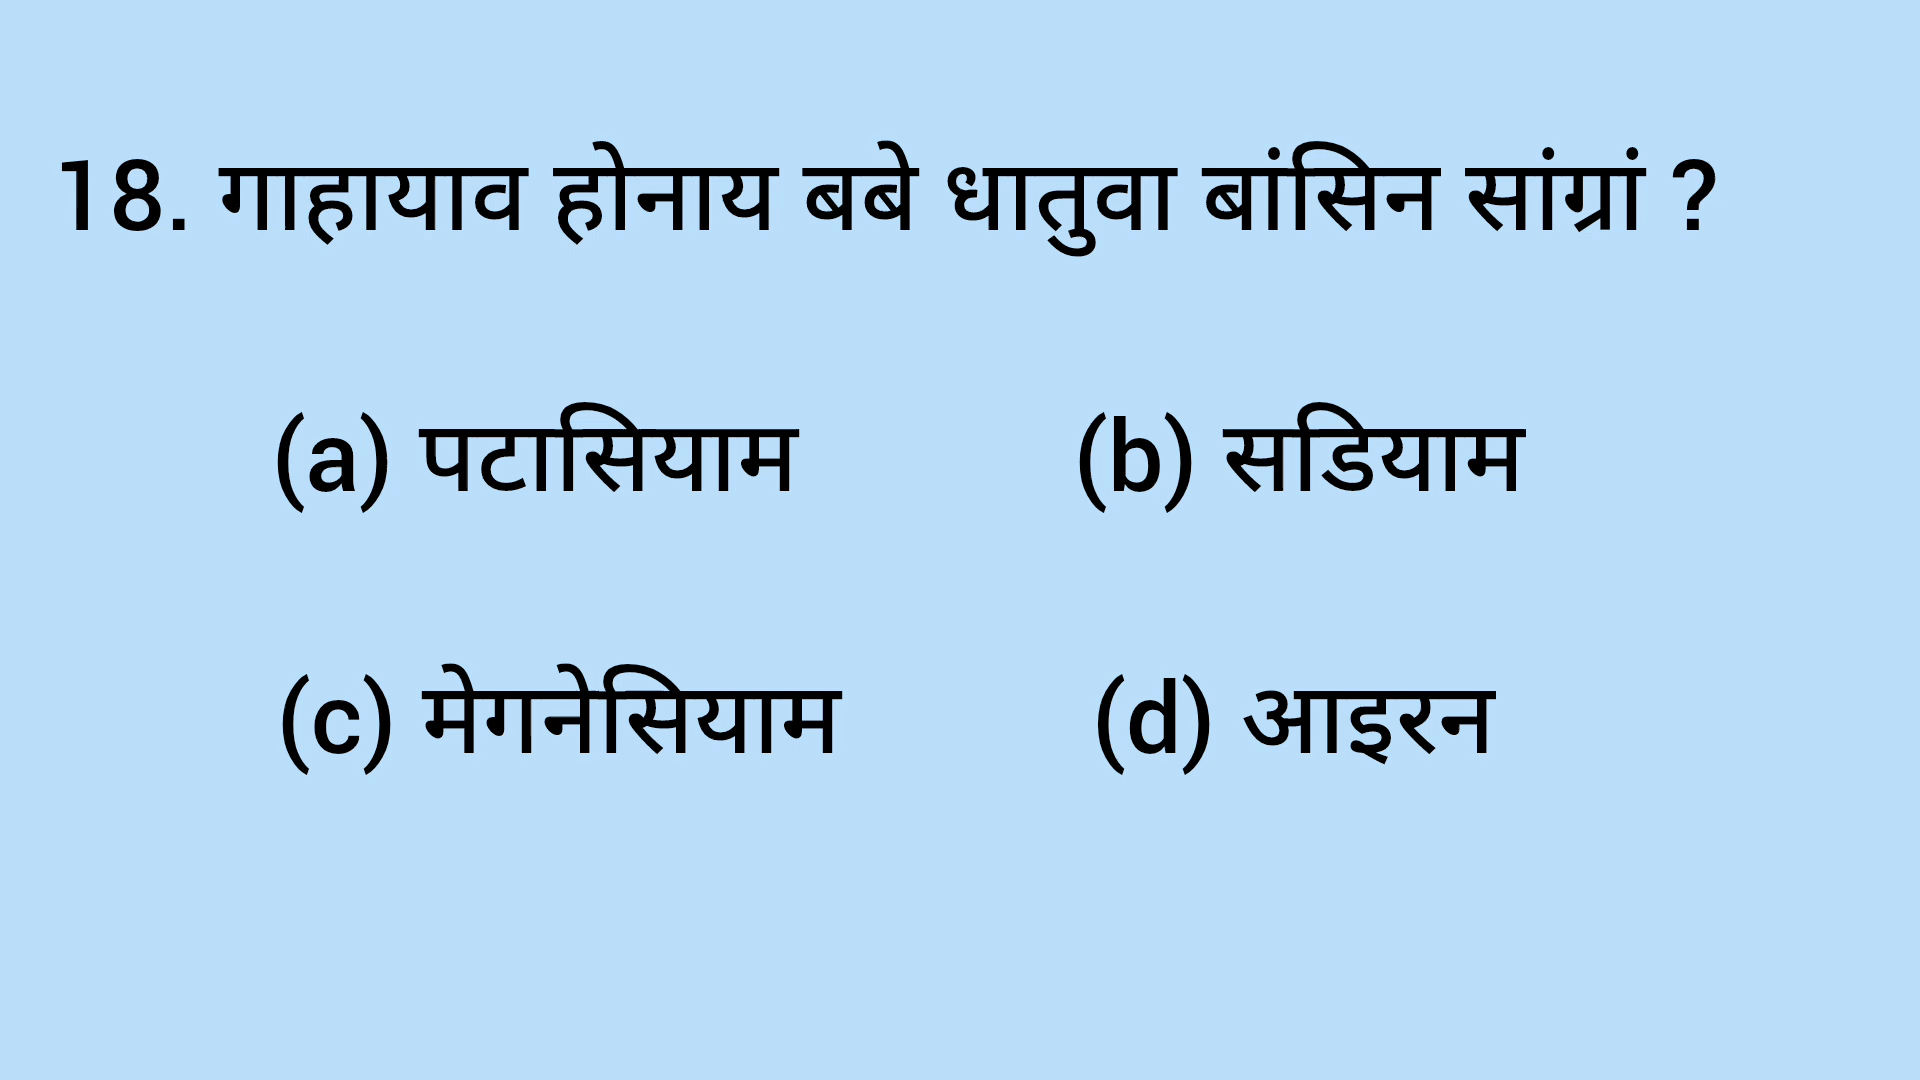 18. गाहायाव होनाय बबे धातुवा बांसिन सांग्रां ?
(a) पटासियाम (b) सडियाम
(c) मेगनेसियाम (d) आइरन